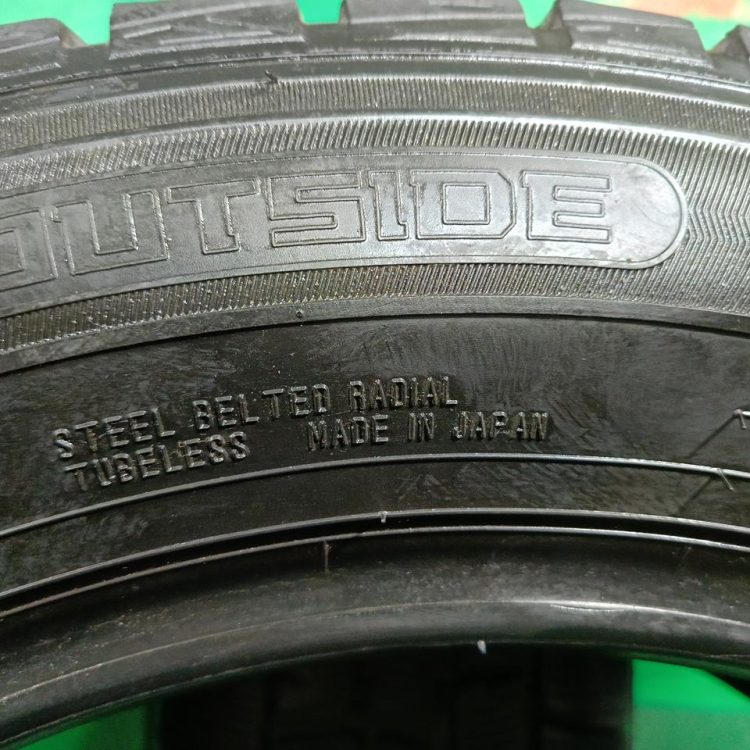 OUTSIDE
STEEL BELTED RADIAL
TUBELESS MADE IN JAPAN